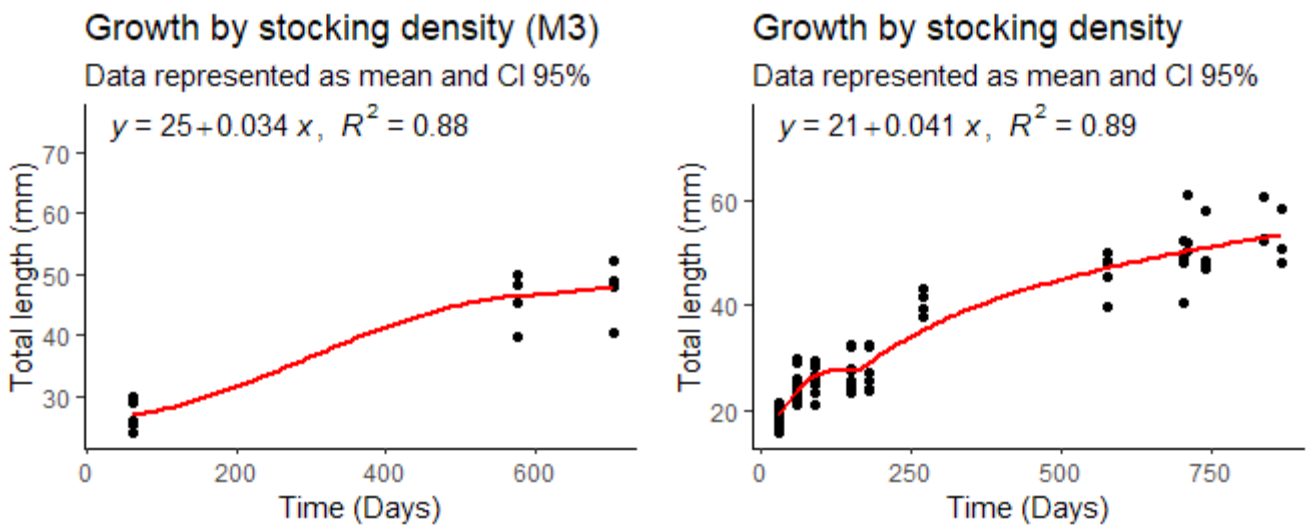 Growth by stocking density (M3)
Data represented as mean and CI 95%
y = 25+0.034 x, R² = 0.88
70
60
50
40
30
Total length (mm)
0
200
400
600
Time (Days)
Growth by stocking density
Data represented as mean and CI 95%
y = 21+0.041 x, R² = 0.89
60
40
20
Total length (mm)
0
250
500
750
Time (Days)